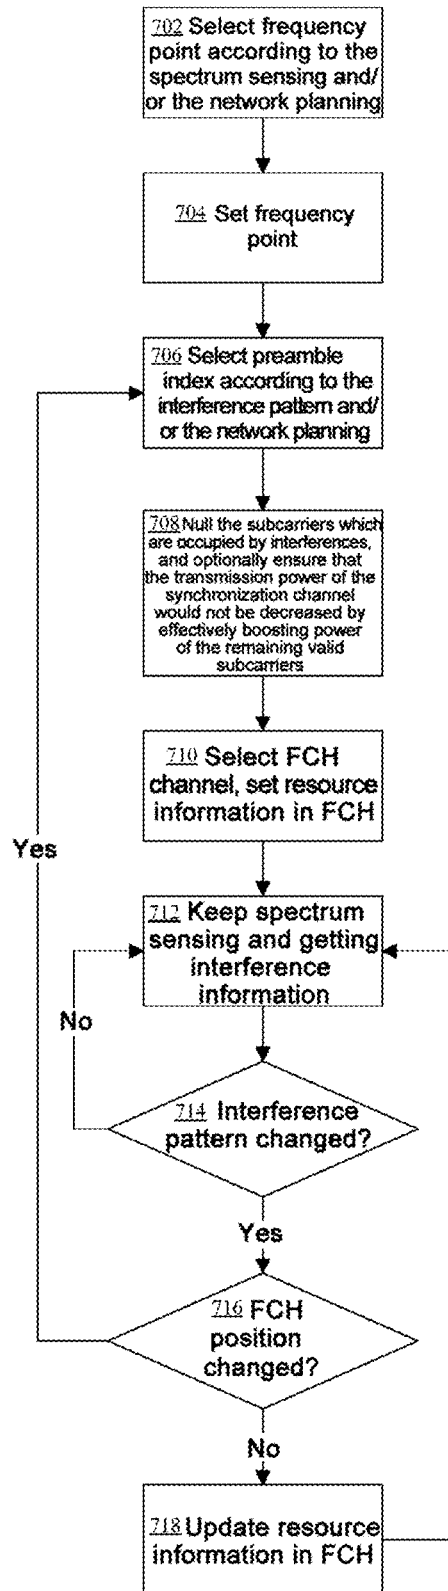 702 Select frequency
point according to the
spectrum sensing and/
or the network planning
704 Set frequency
point
706 Select preamble
index according to the
interference pattern and/
or the network planning
708 Null the subcarriers which
are occupied by interferences,
and optionally ensure that
the transmission power of the
synchronization channel
would not be decreased by
effectively boosting power
of the remaining valid
subcarriers
710 Select FCH
channel, set resource
information in FCH
Yes
712 Keep spectrum
sensing and getting
interference
information
No
714 Interference
pattern changed?
Yes
716 FCH
position
changed?
No
718 Update resource
information in FCH